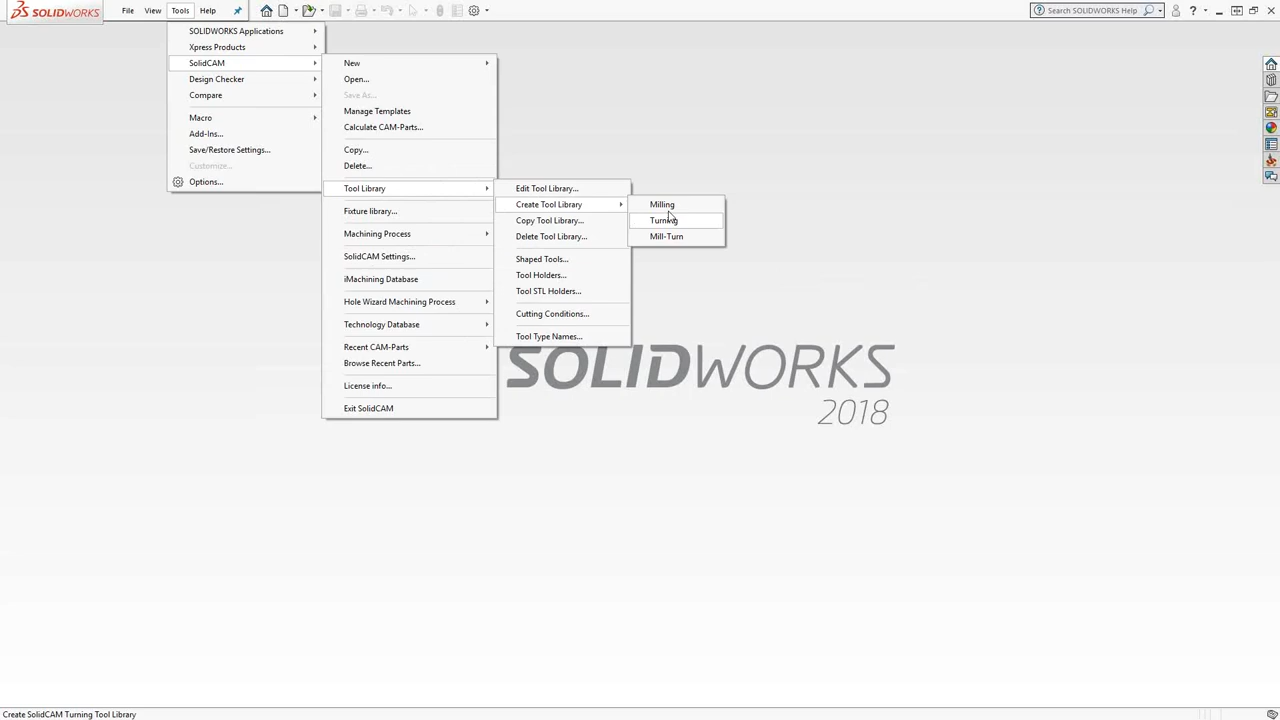 SOLIDWORKS
File
View
Tools
Help
Search SOLIDWORKS Help
SOLIDWORKS Applications
Xpress Products
SolidCAM
Design Checker
Compare
Macro
Add-Ins...
Save/Restore Settings...
Customize...
Options...
New
Open...
Save As...
Manage Templates
Calculate CAM-Parts...
Copy...
Delete...
Tool Library
Fixture library...
Machining Process
SolidCAM Settings...
iMachining Database
Hole Wizard Machining Process
Technology Database
Recent CAM-Parts
Browse Recent Parts...
License info...
Exit SolidCAM
Edit Tool Library...
Create Tool Library
Copy Tool Library...
Delete Tool Library...
Shaped Tools...
Tool Holders...
Tool STL Holders...
Cutting Conditions...
Tool Type Names...
Milling
Turning
Mill-Turn
SOLIDWORKS
2018
Create SolidCAM Turning Tool Library